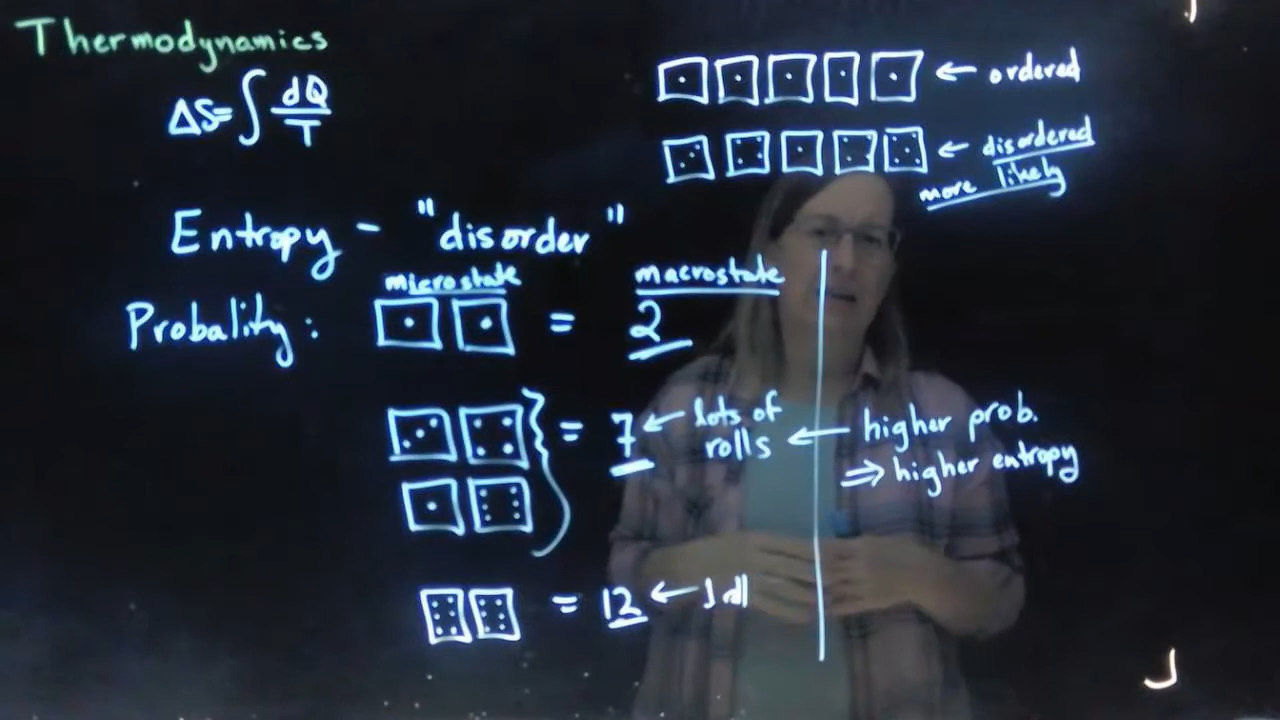 Thermodynamics
ΔS = ∫ dQ/T
← ordered
← disordered
more likely
Entropy - "disorder"
microstate
macrostate
Probality:
= 2
= 7 ← lots of
rolls
← higher prob.
⇒ higher entropy
= 12 ← 1 roll